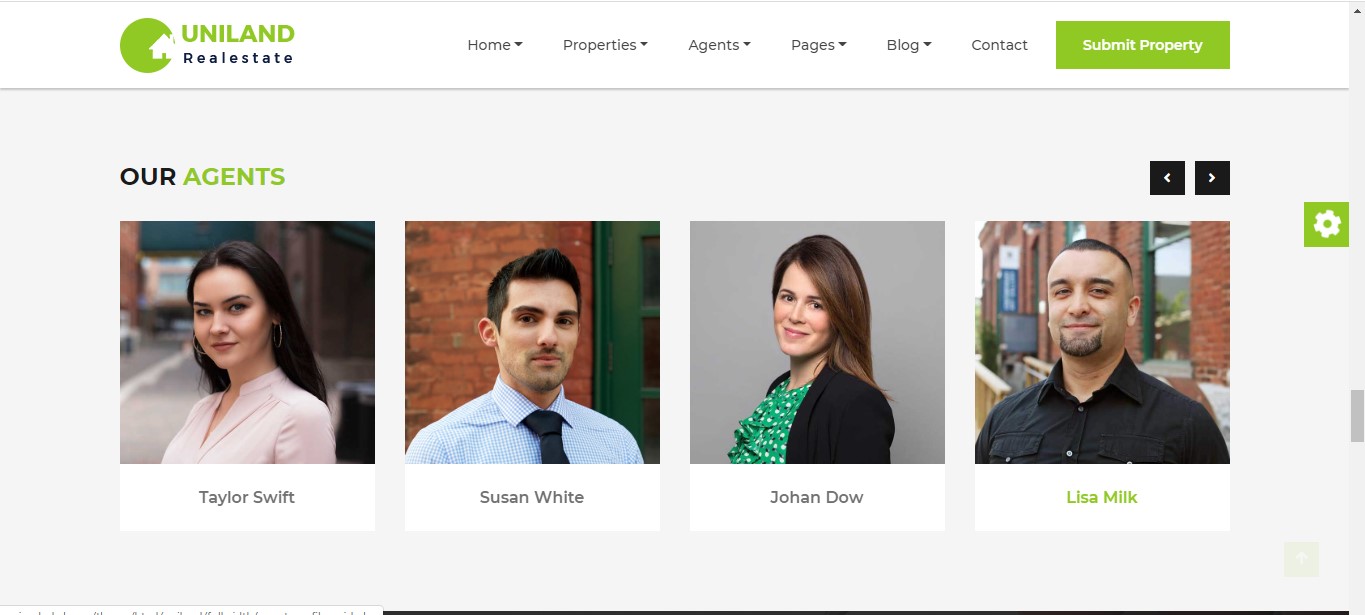 UNILAND
Realestate
Home
Properties
Agents
Pages
Blog
Contact
Submit Property
OUR AGENTS
Taylor Swift
Susan White
Johan Dow
Lisa Milk